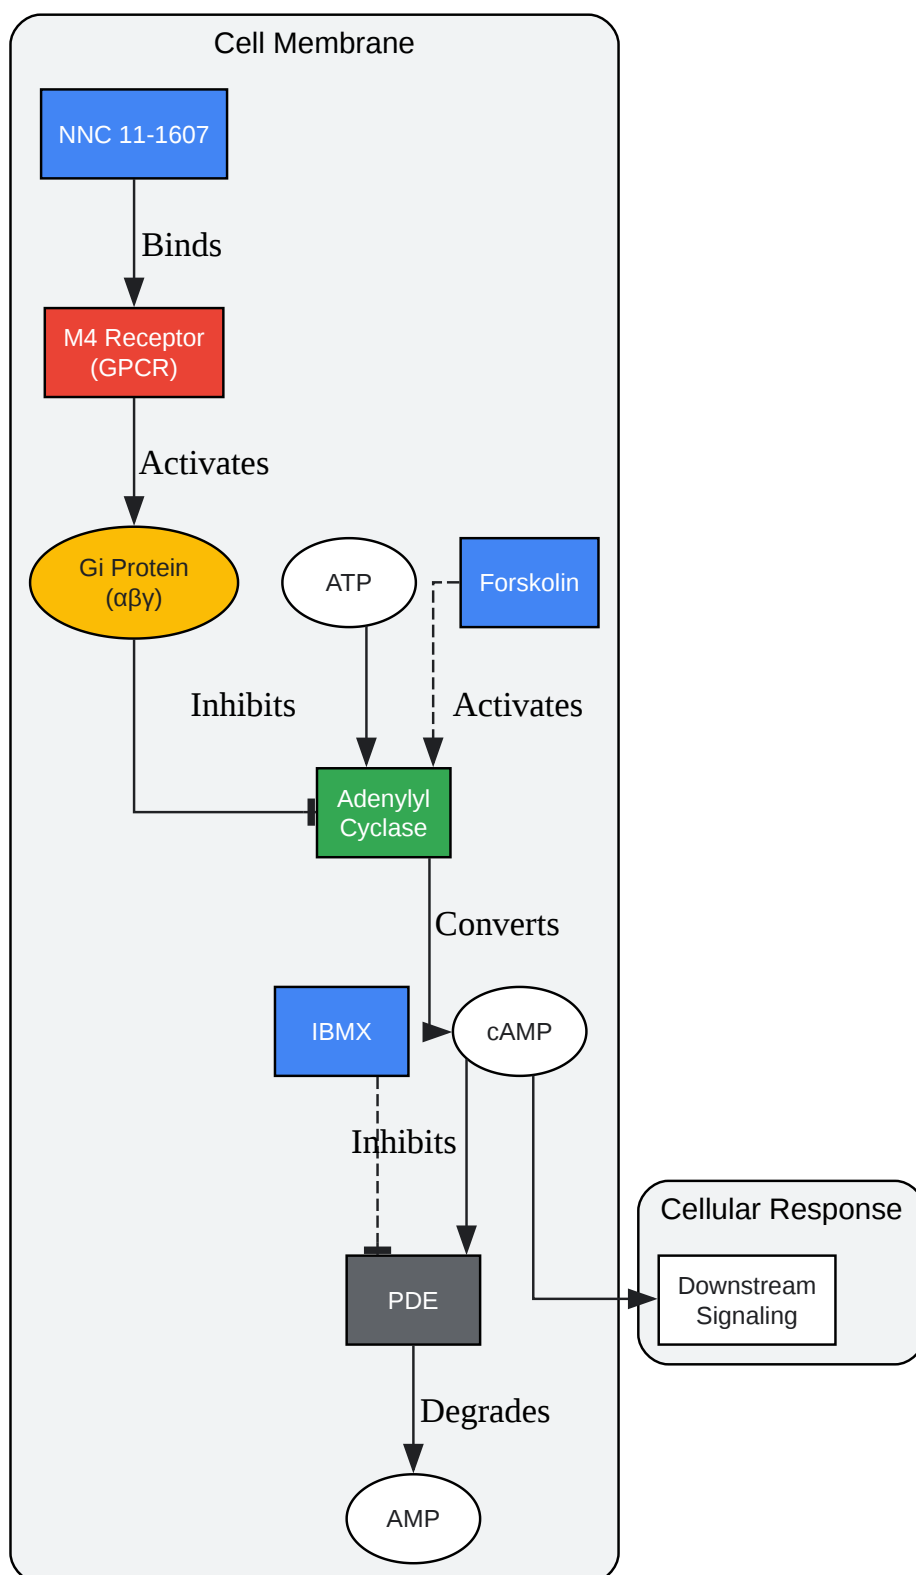 Cell Membrane
NNC 11-1607
Binds
M4 Receptor
(GPCR)
Activates
Gi Protein
(αβγ)
ATP
Forskolin
Inhibits
Activates
Adenylyl
Cyclase
Converts
IBMX
cAMP
Inhibits
Cellular Response
PDE
Downstream
Signaling
Degrades
AMP